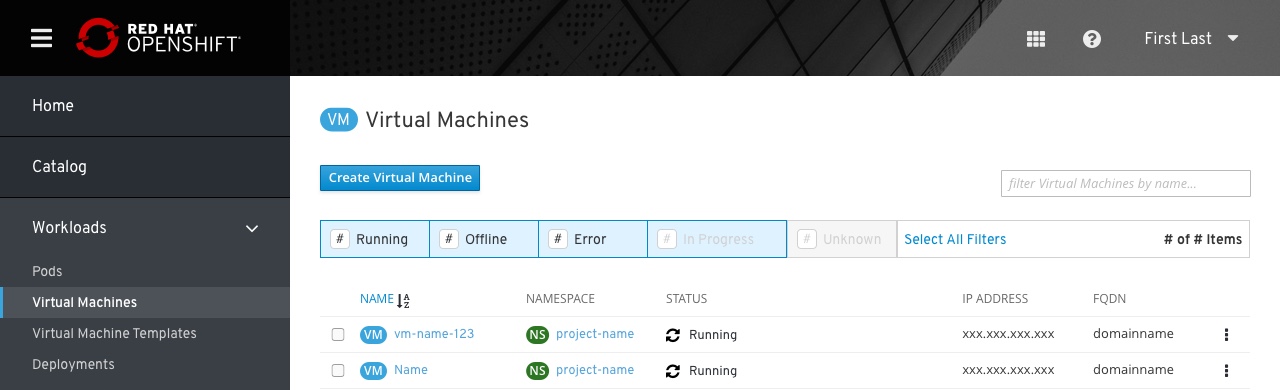 RED HAT
OPENSHIFT
First Last
Home
Catalog
Workloads
Pods
Virtual Machines
Virtual Machine Templates
Deployments
VM Virtual Machines
Create Virtual Machine
filter Virtual Machines by name...
# Running # Offline # Error # In Progress # Unknown Select All Filters # of # Items
NAME NAMESPACE STATUS IP ADDRESS FQDN
VM vm-name-123 NS project-name Running xxx.xxx.xxx.xxx domainname
VM Name NS project-name Running xxx.xxx.xxx.xxx domainname